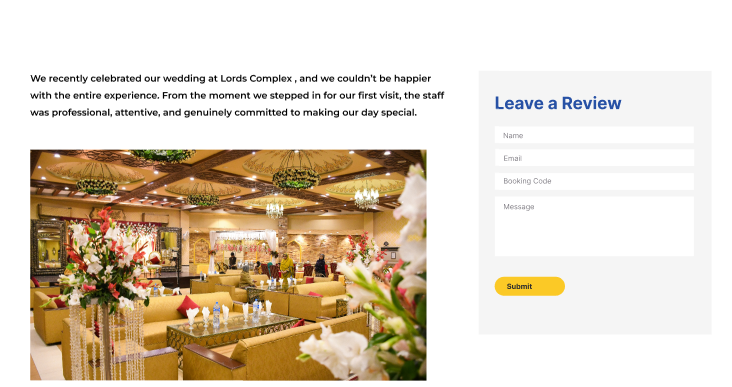 We recently celebrated our wedding at Lords Complex , and we couldn’t be happier
with the entire experience. From the moment we stepped in for our first visit, the staff
was professional, attentive, and genuinely committed to making our day special.
Leave a Review
Name
Email
Booking Code
Message
Submit